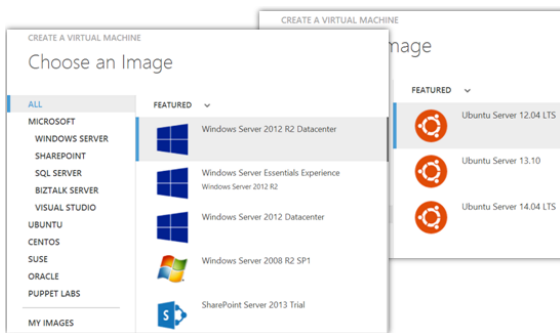 CREATE A VIRTUAL MACHINE
Choose an Image
ALL
MICROSOFT
WINDOWS SERVER
SHAREPOINT
SQL SERVER
BIZTALK SERVER
VISUAL STUDIO
UBUNTU
CENTOS
SUSE
ORACLE
PUPPET LABS
MY IMAGES
FEATURED
Windows Server 2012 R2 Datacenter
Windows Server Essentials Experience
Windows Server 2012 R2
Windows Server 2012 Datacenter
Windows Server 2008 R2 SP1
SharePoint Server 2013 Trial
CREATE A VIRTUAL MACHINE
mage
FEATURED
Ubuntu Server 12.04 LTS
Ubuntu Server 13.10
Ubuntu Server 14.04 LTS